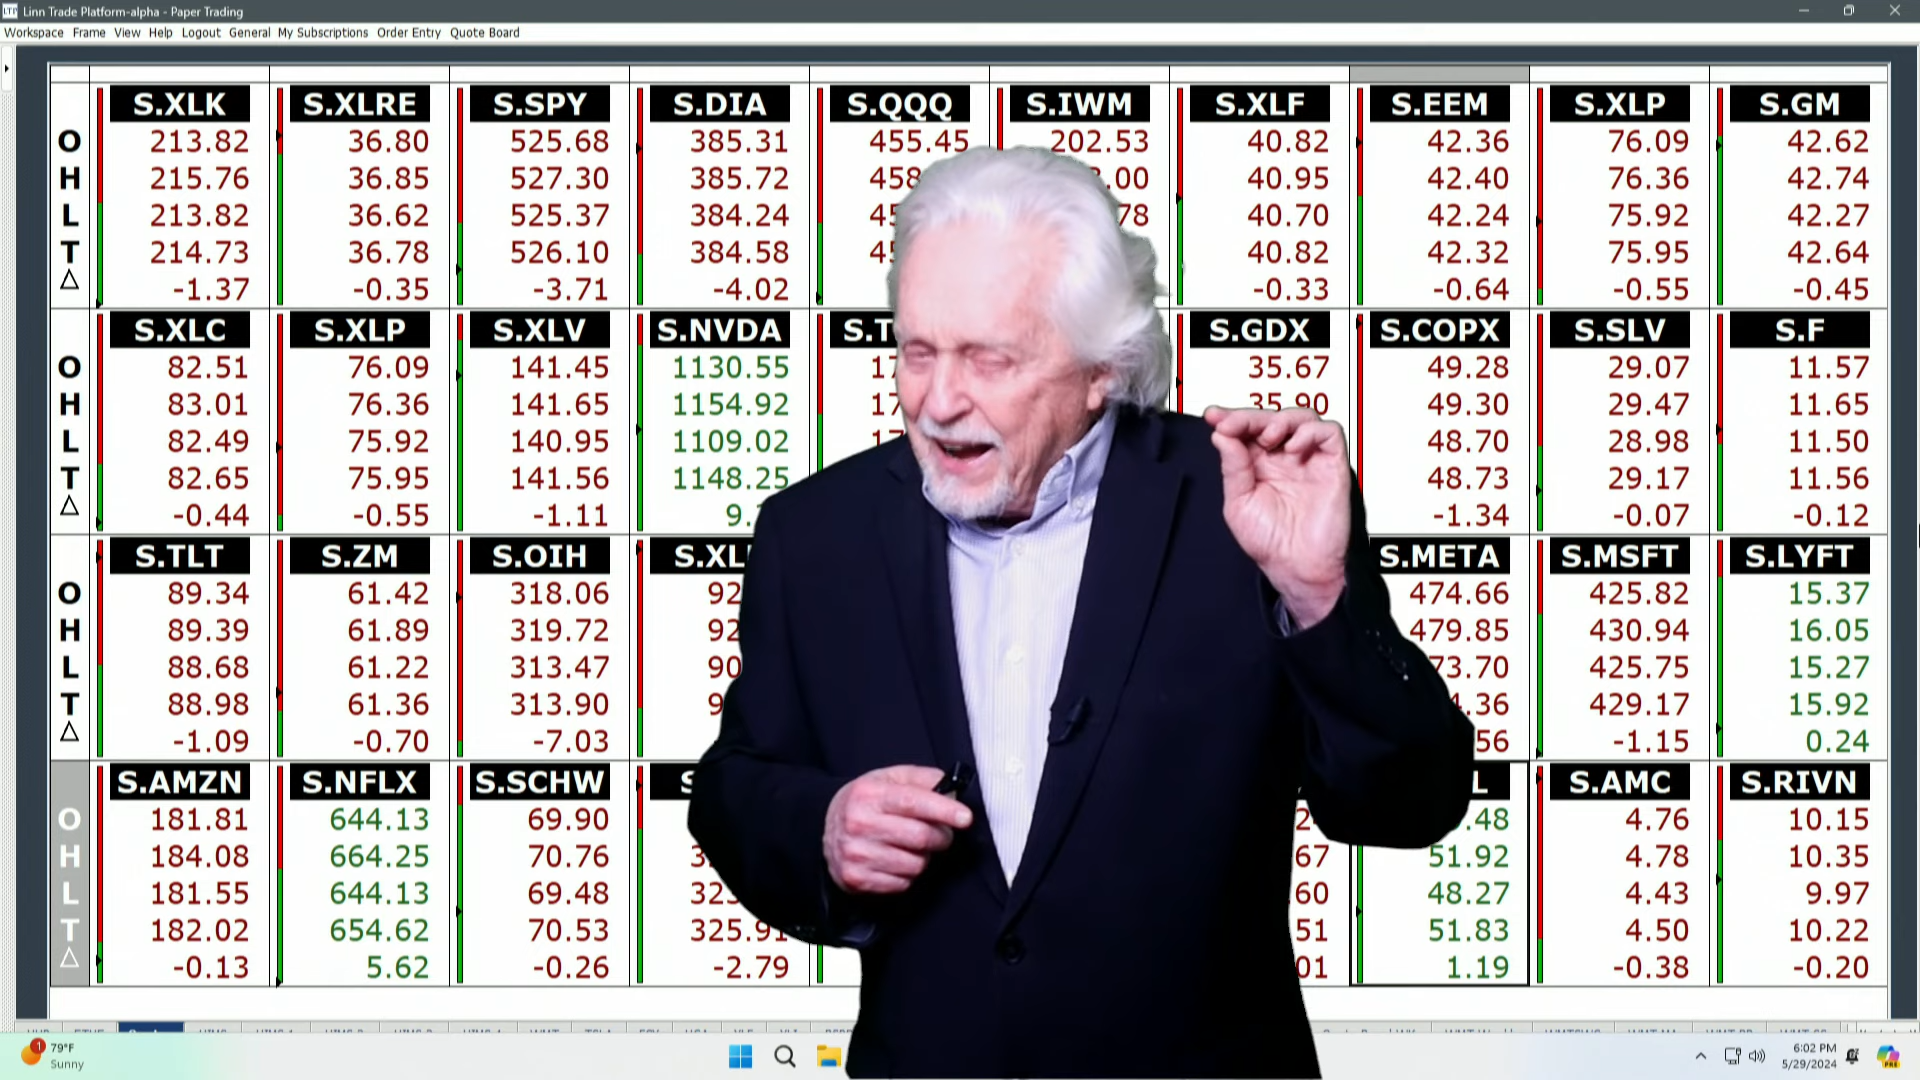 Linn Trade Platform-alpha - Paper Trading
Workspace Frame View Help Logout General My Subscriptions Order Entry Quote Board
S.XLK S.XLRE S.SPY S.DIA S.QQQ S.IWM S.XLF S.EEM S.XLP S.GM
O 213.82 36.80 525.68 385.31 455.45 202.53 40.82 42.36 76.09 42.62
H 215.76 36.85 527.30 385.72 40.95 42.40 76.36 42.74
L 213.82 36.62 525.37 384.24 40.70 42.24 75.92 42.27
T 214.73 36.78 526.10 384.58 40.82 42.32 75.95 42.64
△ -1.37 -0.35 -3.71 -4.02 -0.33 -0.64 -0.55 -0.45
S.XLC S.XLP S.XLV S.NVDA S.GDX S.COPX S.SLV S.F
O 82.51 76.09 141.45 1130.55 35.67 49.28 29.07 11.57
H 83.01 76.36 141.65 1154.92 35.90 49.30 29.47 11.65
L 82.49 75.92 140.95 1109.02 48.70 28.98 11.50
T 82.65 75.95 141.56 1148.25 48.73 29.17 11.56
△ -0.44 -0.55 -1.11 -1.34 -0.07 -0.12
S.TLT S.ZM S.OIH S.META S.MSFT S.LYFT
O 89.34 61.42 318.06 474.66 425.82 15.37
H 89.39 61.89 319.72 479.85 430.94 16.05
L 88.68 61.22 313.47 425.75 15.27
T 88.98 61.36 313.90 429.17 15.92
△ -1.09 -0.70 -7.03 -1.15 0.24
S.AMZN S.NFLX S.SCHW S.AMC S.RIVN
O 181.81 644.13 69.90 4.76 10.15
H 184.08 664.25 70.76 51.92 4.78 10.35
L 181.55 644.13 69.48 48.27 4.43 9.97
T 182.02 654.62 70.53 325.91 51.83 4.50 10.22
△ -0.13 5.62 -0.26 -2.79 1.19 -0.38 -0.20
1
79°F
Sunny
6:02 PM
5/29/2024